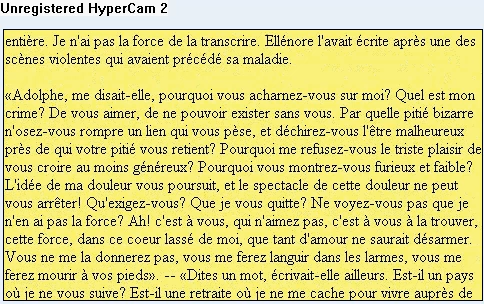 Unregistered HyperCam 2
entière. Je n'ai pas la force de la transcrire. Ellénore l'avait écrite après une des
scènes violentes qui avaient précédé sa maladie.
«Adolphe, me disait-elle, pourquoi vous acharnez-vous sur moi? Quel est mon
crime? De vous aimer, de ne pouvoir exister sans vous. Par quelle pitié bizarre
n'osez-vous rompre un lien qui vous pèse, et déchirez-vous l'être malheureux
près de qui votre pitié vous retient? Pourquoi me refusez-vous le triste plaisir de
vous croire au moins généreux? Pourquoi vous montrez-vous furieux et faible?
L'idée de ma douleur vous poursuit, et le spectacle de cette douleur ne peut
vous arrêter! Qu'exigez-vous? Que je vous quitte? Ne voyez-vous pas que je
n'en ai pas la force? Ah! c'est à vous, qui n'aimez pas, c'est à vous à la trouver,
cette force, dans ce coeur lassé de moi, que tant d'amour ne saurait désarmer.
Vous ne me la donnerez pas, vous me ferez languir dans les larmes, vous me
ferez mourir à vos pieds». -- «Dites un mot, écrivait-elle ailleurs. Est-il un pays
où je ne vous suive? Est-il une retraite où je ne me cache pour vivre auprès de